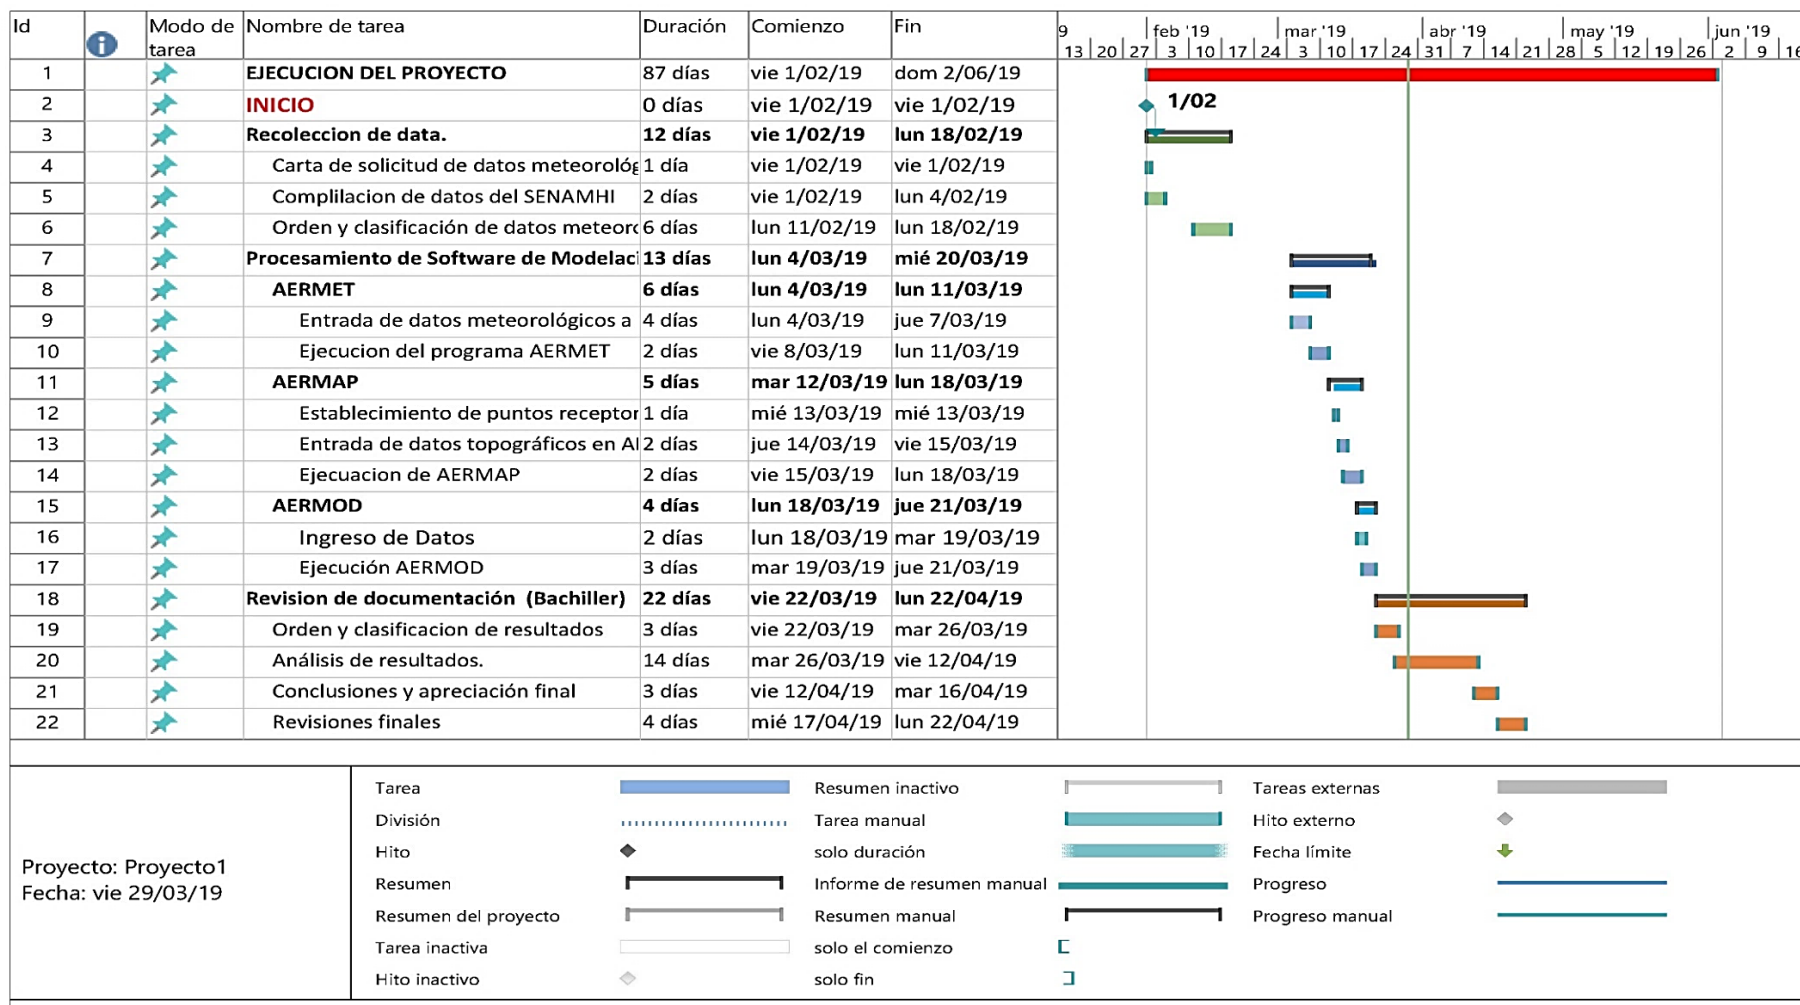 Id Modo de tarea Nombre de tarea Duración Comienzo Fin 9 feb '19 mar '19 abr '19 may '19 jun '19
13 20 27 3 10 17 24 3 10 17 24 31 7 14 21 28 5 12 19 26 2 9 16
1 EJECUCION DEL PROYECTO 87 días vie 1/02/19 dom 2/06/19
2 INICIO 0 días vie 1/02/19 vie 1/02/19 1/02
3 Recoleccion de data. 12 días vie 1/02/19 lun 18/02/19
4 Carta de solicitud de datos meteorológ 1 día vie 1/02/19 vie 1/02/19
5 Complilacion de datos del SENAMHI 2 días vie 1/02/19 lun 4/02/19
6 Orden y clasificación de datos meteoro 6 días lun 11/02/19 lun 18/02/19
7 Procesamiento de Software de Modelaci 13 días lun 4/03/19 mié 20/03/19
8 AERMET 6 días lun 4/03/19 lun 11/03/19
9 Entrada de datos meteorológicos a 4 días lun 4/03/19 jue 7/03/19
10 Ejecucion del programa AERMET 2 días vie 8/03/19 lun 11/03/19
11 AERMAP 5 días mar 12/03/19 lun 18/03/19
12 Establecimiento de puntos receptor 1 día mié 13/03/19 mié 13/03/19
13 Entrada de datos topográficos en AI 2 días jue 14/03/19 vie 15/03/19
14 Ejecuacion de AERMAP 2 días vie 15/03/19 lun 18/03/19
15 AERMOD 4 días lun 18/03/19 jue 21/03/19
16 Ingreso de Datos 2 días lun 18/03/19 mar 19/03/19
17 Ejecución AERMOD 3 días mar 19/03/19 jue 21/03/19
18 Revision de documentación (Bachiller) 22 días vie 22/03/19 lun 22/04/19
19 Orden y clasificacion de resultados 3 días vie 22/03/19 mar 26/03/19
20 Análisis de resultados. 14 días mar 26/03/19 vie 12/04/19
21 Conclusiones y apreciación final 3 días vie 12/04/19 mar 16/04/19
22 Revisiones finales 4 días mié 17/04/19 lun 22/04/19
Proyecto: Proyecto1
Fecha: vie 29/03/19
Tarea Resumen inactivo Tareas externas
División Tarea manual Hito externo
Hito solo duración Fecha límite
Resumen Informe de resumen manual Progreso
Resumen del proyecto Resumen manual Progreso manual
Tarea inactiva solo el comienzo
Hito inactivo solo fin